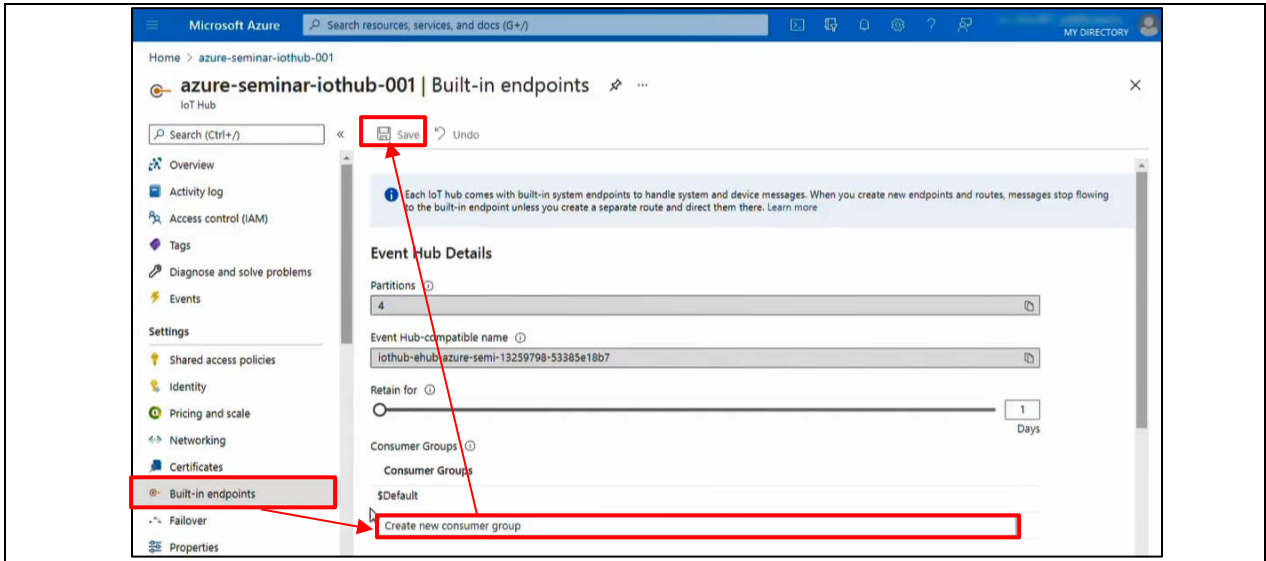 Microsoft Azure
Search resources, services, and docs (G+/)
MY DIRECTORY
Home > azure-seminar-iothub-001
azure-seminar-iothub-001 | Built-in endpoints
IoT Hub
Search (Ctrl+/)
Save
Undo
Overview
Activity log
Access control (IAM)
Tags
Diagnose and solve problems
Events
Settings
Shared access policies
Identity
Pricing and scale
Networking
Certificates
Built-in endpoints
Failover
Properties
Each IoT hub comes with built-in system endpoints to handle system and device messages. When you create new endpoints and routes, messages stop flowing
to the built-in endpoint unless you create a separate route and direct them there. Learn more
Event Hub Details
Partitions
4
Event Hub-compatible name
iothub-ehub-azure-semi-13259798-53385e18b7
Retain for
1
Days
Consumer Groups
Consumer Groups
$Default
Create new consumer group